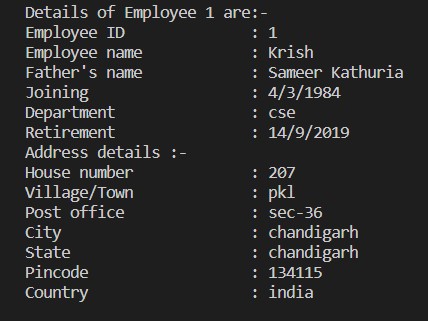 Details of Employee 1 are:-
Employee ID : 1
Employee name : Krish
Father's name : Sameer Kathuria
Joining : 4/3/1984
Department : cse
Retirement : 14/9/2019
Address details :-
House number : 207
Village/Town : pkl
Post office : sec-36
City : chandigarh
State : chandigarh
Pincode : 134115
Country : india